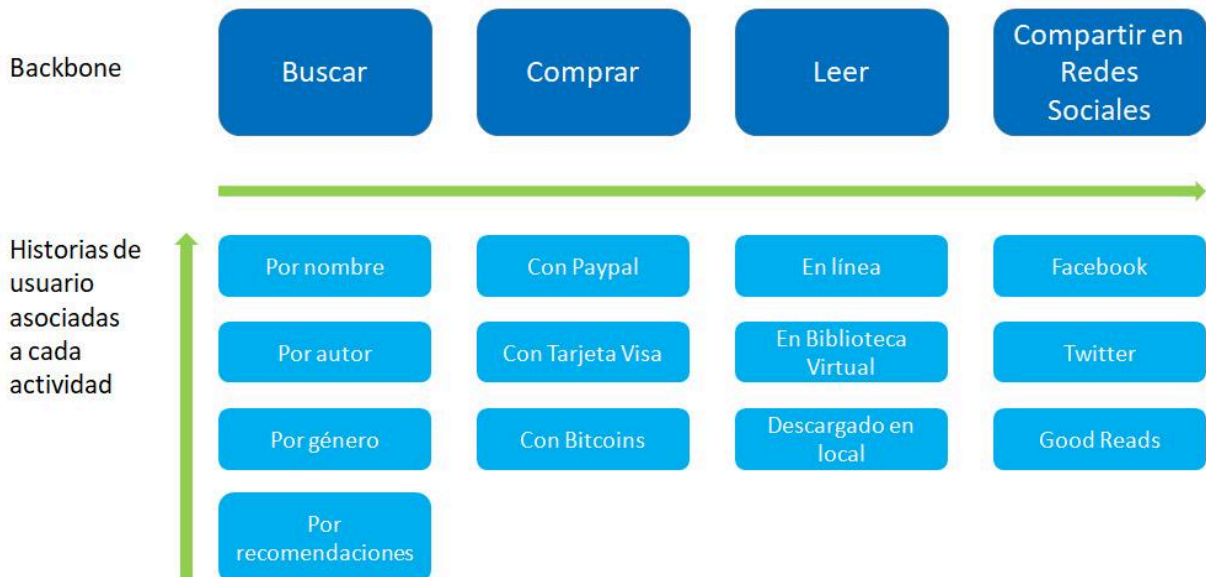 Backbone
Buscar
Comprar
Leer
Compartir en
Redes
Sociales
Historias de
usuario
asociadas
a cada
actividad
Por nombre
Con Paypal
En línea
Facebook
Por autor
Con Tarjeta Visa
En Biblioteca
Virtual
Twitter
Por género
Con Bitcoins
Descargado en
local
Good Reads
Por
recomendaciones